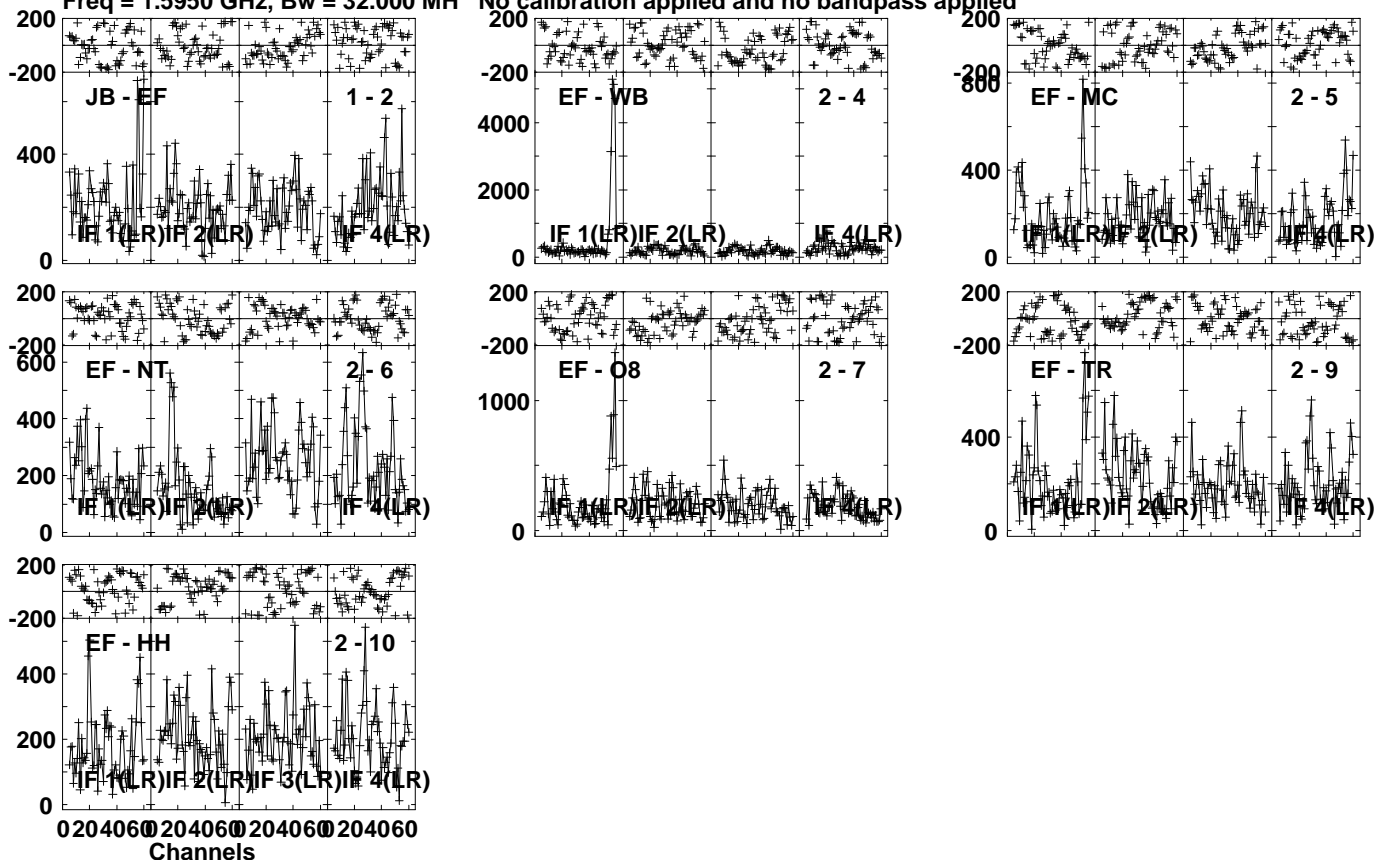 Freq = 1.5950 GHz, Bw = 32.000 MH No calibration applied and no bandpass applied
200
-200
JB - EF 1 - 2
400
0
IF 1(LR) IF 2(LR) IF 4(LR)
200
-200
EF - WB 2 - 4
4000
2000
0
IF 1(LR) IF 2(LR) IF 4(LR)
200
-200
800
EF - MC 2 - 5
400
0
IF 1(LR) IF 2(LR) IF 4(LR)
200
-200
600
EF - NT 2 - 6
400
200
0
IF 1(LR) IF 2(LR) IF 4(LR)
200
-200
EF - O8 2 - 7
1000
0
IF 1(LR) IF 2(LR) IF 4(LR)
200
-200
EF - TR 2 - 9
400
0
IF 1(LR) IF 2(LR) IF 4(LR)
200
-200
EF - HH 2 - 10
400
200
0
IF 1(LR) IF 2(LR) IF 3(LR) IF 4(LR)
0 20 40 60 0 20 40 60 0 20 40 60 0 20 40 60
Channels